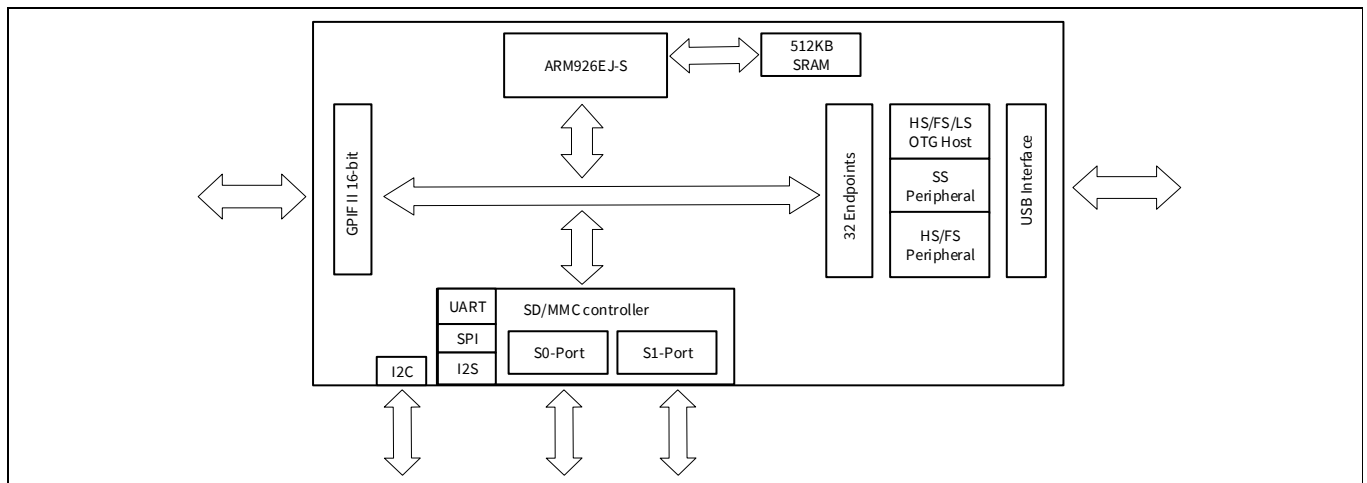 ARM926EJ-S
512KB
SRAM
GPIF II 16-bit
32 Endpoints
HS/FS/LS
OTG Host
SS
Peripheral
HS/FS
Peripheral
USB Interface
UART
SPI
I2S
SD/MMC controller
S0-Port
S1-Port
I2C